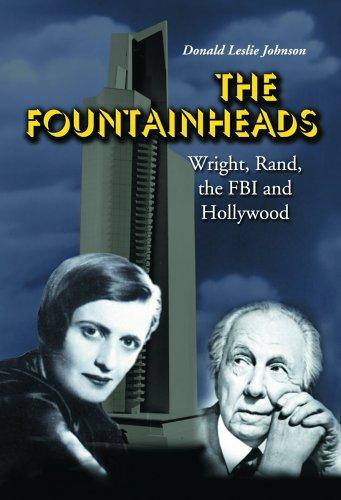 Donald Leslie Johnson
THE
FOUNTAINHEADS
Wright, Rand,
the FBI and
Hollywood